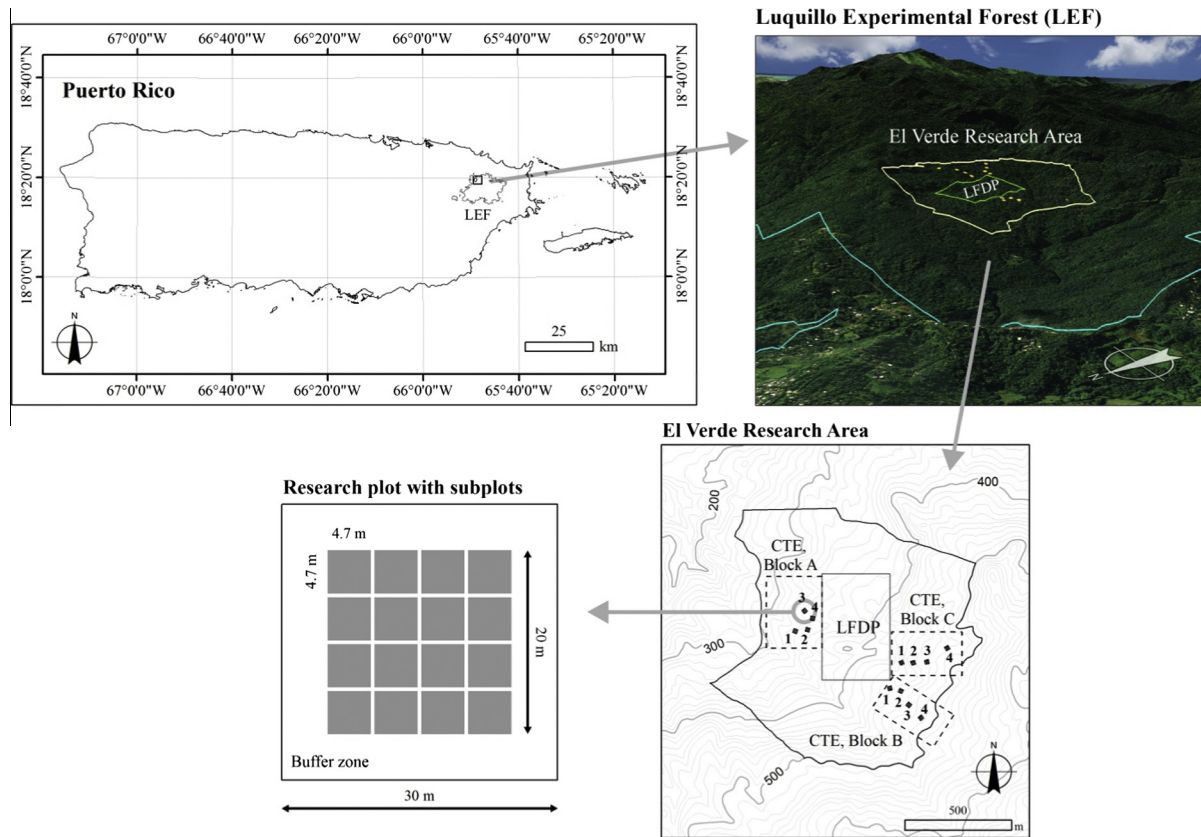 Luquillo Experimental Forest (LEF)
67°0'0"W 66°40'0"W 66°20'0"W 66°0'0"W 65°40'0"W 65°20'0"W
18°40'0"N
18°40'0"N
Puerto Rico
18°20'0"N
18°20'0"N
LEF
18°0'0"N
18°0'0"N
N
25
km
67°0'0"W 66°40'0"W 66°20'0"W 66°0'0"W 65°40'0"W 65°20'0"W
El Verde Research Area
LFDP
N
El Verde Research Area
200
400
CTE,
Block A
3
4
1 2
LFDP
CTE,
Block C
1 2 3
4
300
1 2
3 4
CTE, Block B
500
N
500
m
Research plot with subplots
4.7 m
4.7 m
20 m
Buffer zone
30 m